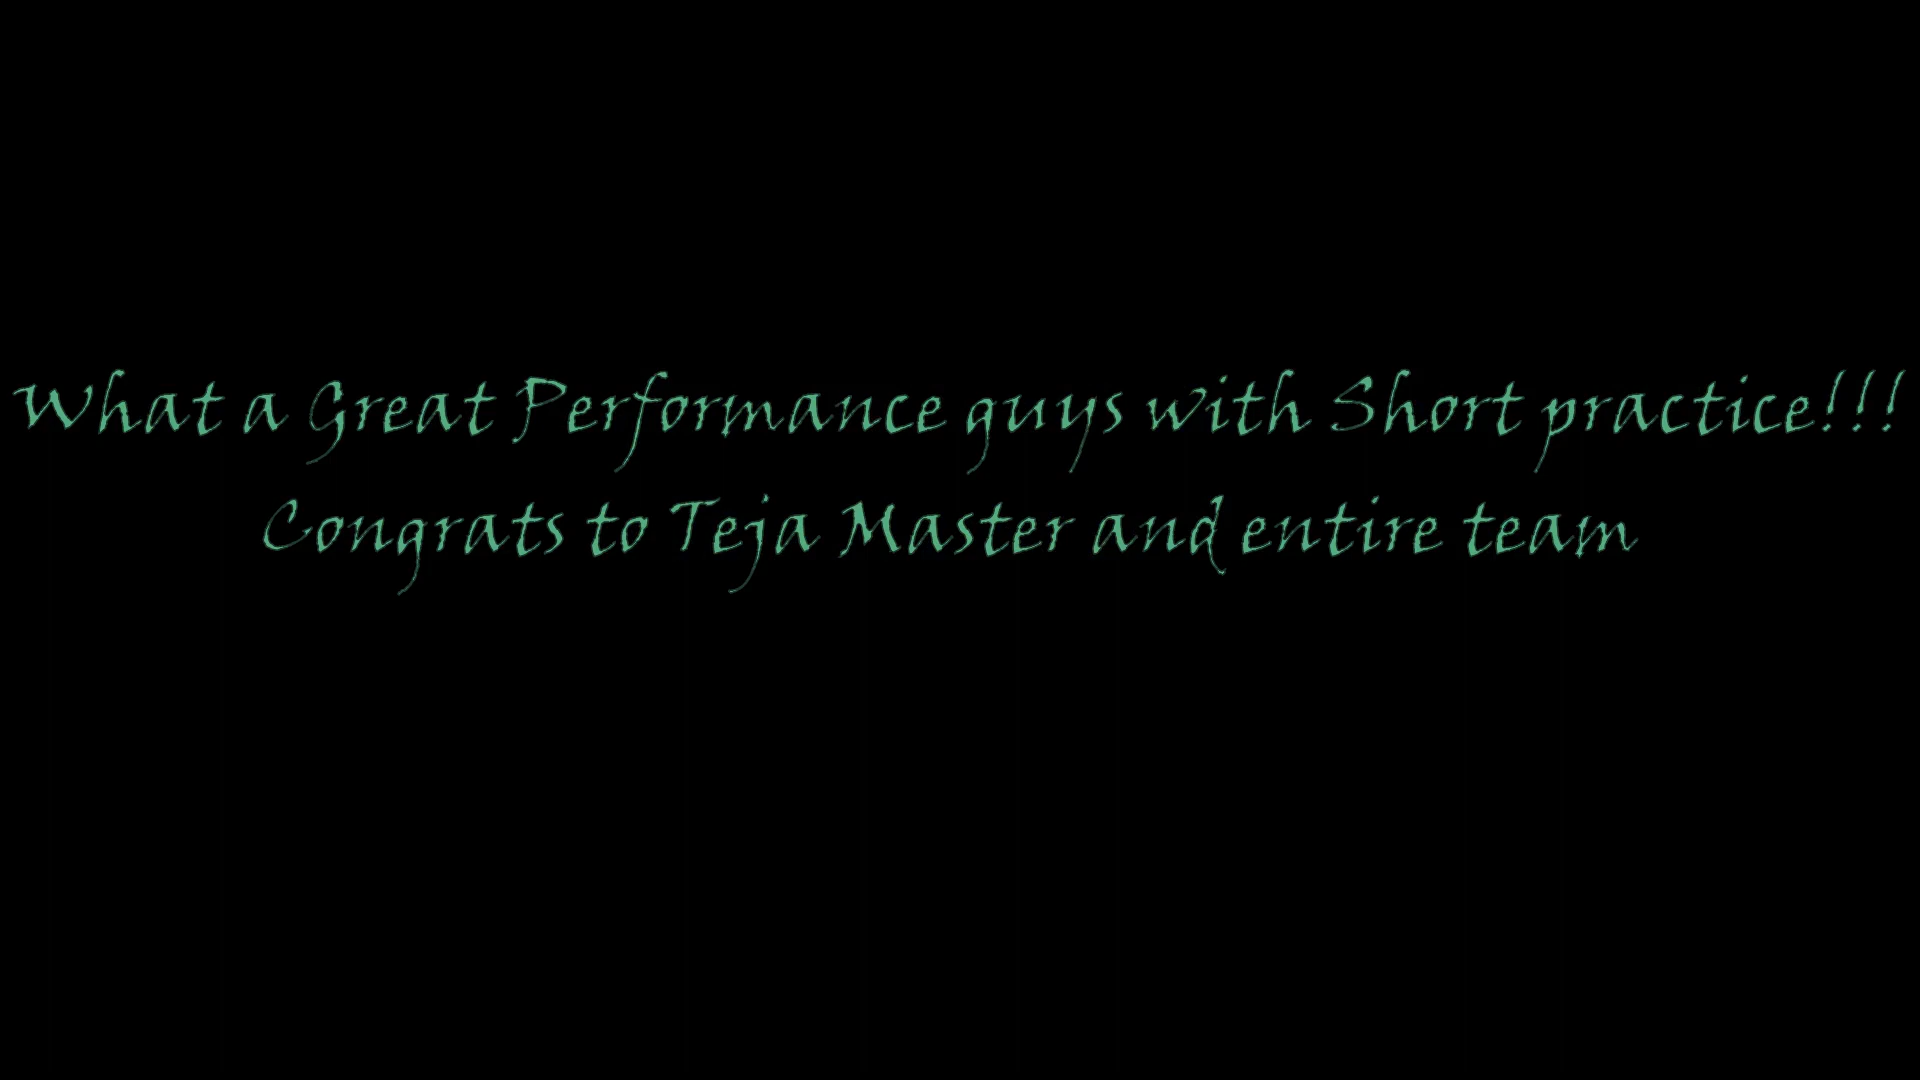 What a Great Performance guys with Short practice!!!
Congrats to Teja Master and entire team